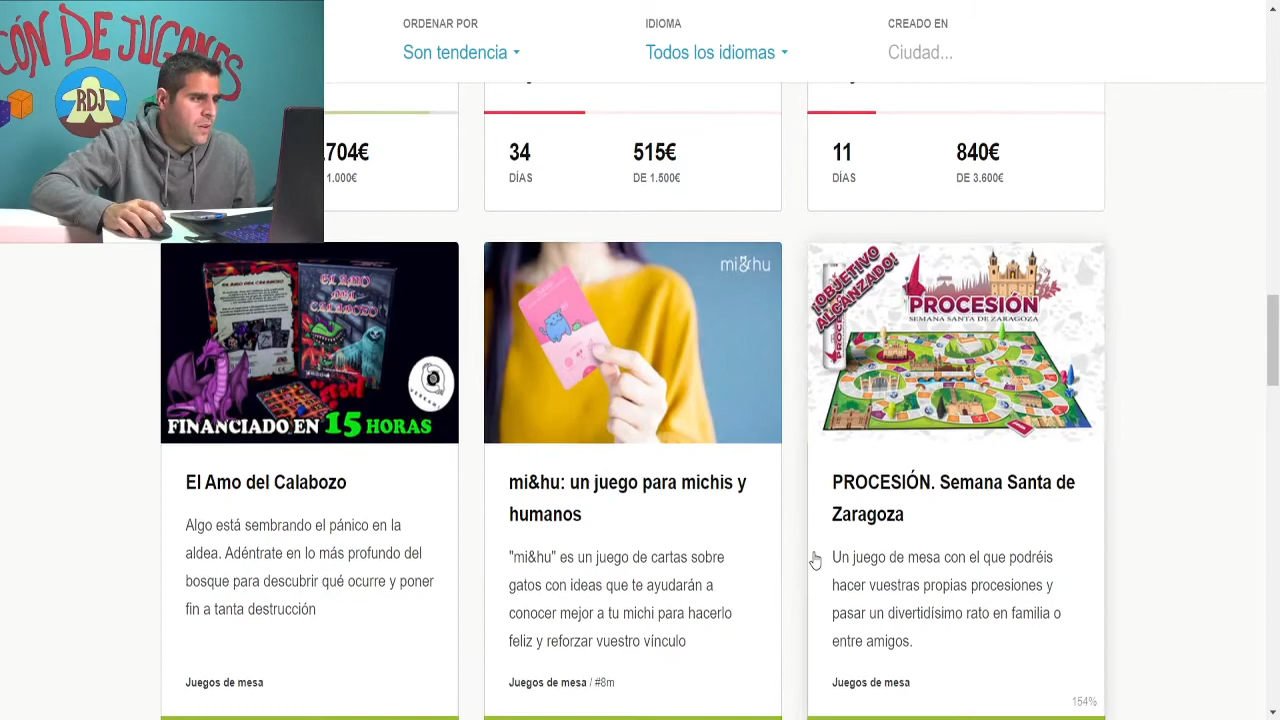 CÓN DE JUGONES
RDJ
ORDENAR POR
Son tendencia
IDIOMA
Todos los idiomas
CREADO EN
Ciudad...
.704€
1.000€
34
DÍAS
515€
DE 1.500€
11
DÍAS
840€
DE 3.600€
EL AMO DEL CALABOZO
EL AMO
DEL
CALABOZO
FINANCIADO EN 15 HORAS
mi&hu
¡OBJETIVO
ALCANZADO!
PROCESIÓN
SEMANA SANTA DE ZARAGOZA
El Amo del Calabozo
Algo está sembrando el pánico en la
aldea. Adéntrate en lo más profundo del
bosque para descubrir qué ocurre y poner
fin a tanta destrucción
Juegos de mesa
mi&hu: un juego para michis y
humanos
"mi&hu" es un juego de cartas sobre
gatos con ideas que te ayudarán a
conocer mejor a tu michi para hacerlo
feliz y reforzar vuestro vínculo
Juegos de mesa / #8m
PROCESIÓN. Semana Santa de
Zaragoza
Un juego de mesa con el que podréis
hacer vuestras propias procesiones y
pasar un divertidísimo rato en familia o
entre amigos.
Juegos de mesa
154%